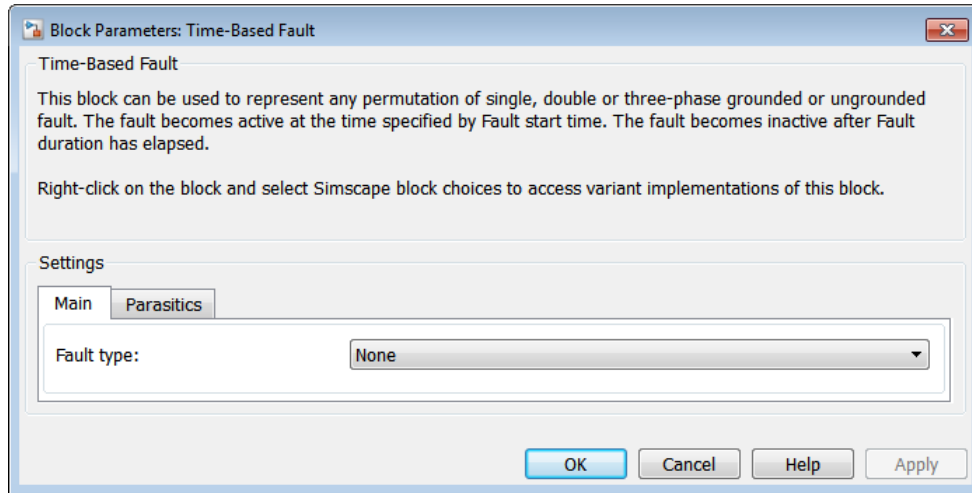 Block Parameters: Time-Based Fault
Time-Based Fault
This block can be used to represent any permutation of single, double or three-phase grounded or ungrounded
fault. The fault becomes active at the time specified by Fault start time. The fault becomes inactive after Fault
duration has elapsed.
Right-click on the block and select Simscape block choices to access variant implementations of this block.
Settings
Main Parasitics
Fault type: None
OK Cancel Help Apply